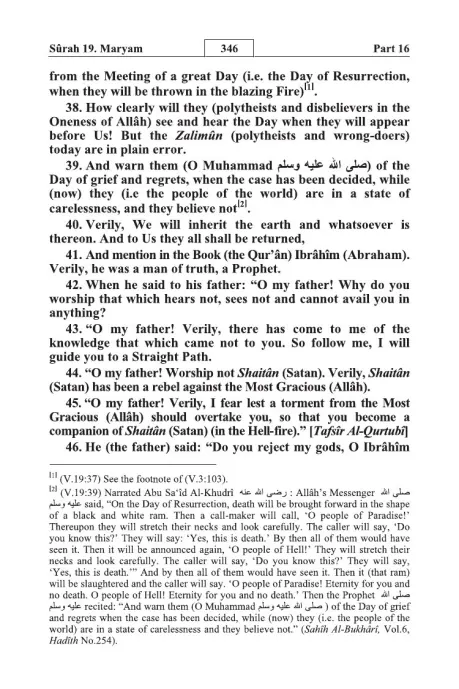 Sûrah 19. Maryam 346 Part 16
from the Meeting of a great Day (i.e. the Day of Resurrection,
when they will be thrown in the blazing Fire)[1].
38. How clearly will they (polytheists and disbelievers in the
Oneness of Allâh) see and hear the Day when they will appear
before Us! But the Zalimûn (polytheists and wrong-doers)
today are in plain error.
39. And warn them (O Muhammad صلى الله عليه وسلم) of the
Day of grief and regrets, when the case has been decided, while
(now) they (i.e the people of the world) are in a state of
carelessness, and they believe not[2].
40. Verily, We will inherit the earth and whatsoever is
thereon. And to Us they all shall be returned,
41. And mention in the Book (the Qur’ân) Ibrâhîm (Abraham).
Verily, he was a man of truth, a Prophet.
42. When he said to his father: “O my father! Why do you
worship that which hears not, sees not and cannot avail you in
anything?
43. “O my father! Verily, there has come to me of the
knowledge that which came not to you. So follow me, I will
guide you to a Straight Path.
44. “O my father! Worship not Shaitân (Satan). Verily, Shaitân
(Satan) has been a rebel against the Most Gracious (Allâh).
45. “O my father! Verily, I fear lest a torment from the Most
Gracious (Allâh) should overtake you, so that you become a
companion of Shaitân (Satan) (in the Hell-fire).” [Tafsîr Al-Qurtubî]
46. He (the father) said: “Do you reject my gods, O Ibrâhîm
[1] (V.19:37) See the footnote of (V.3:103).
[2] (V.19:39) Narrated Abu Sa‘îd Al-Khudrî رضى الله عنه : Allâh’s Messenger صلى الله
عليه وسلم said, “On the Day of Resurrection, death will be brought forward in the shape
of a black and white ram. Then a call-maker will call, ‘O people of Paradise!’
Thereupon they will stretch their necks and look carefully. The caller will say, ‘Do
you know this?’ They will say: ‘Yes, this is death.’ By then all of them would have
seen it. Then it will be announced again, ‘O people of Hell!’ They will stretch their
necks and look carefully. The caller will say, ‘Do you know this?’ They will say,
‘Yes, this is death.’” And by then all of them would have seen it. Then it (that ram)
will be slaughtered and the caller will say. ‘O people of Paradise! Eternity for you and
no death. O people of Hell! Eternity for you and no death.’ Then the Prophet صلى الله
عليه وسلم recited: “And warn them (O Muhammad صلى الله عليه وسلم ) of the Day of grief
and regrets when the case has been decided, while (now) they (i.e. the people of the
world) are in a state of carelessness and they believe not.” (Sahîh Al-Bukhârî, Vol.6,
Hadîth No.254).